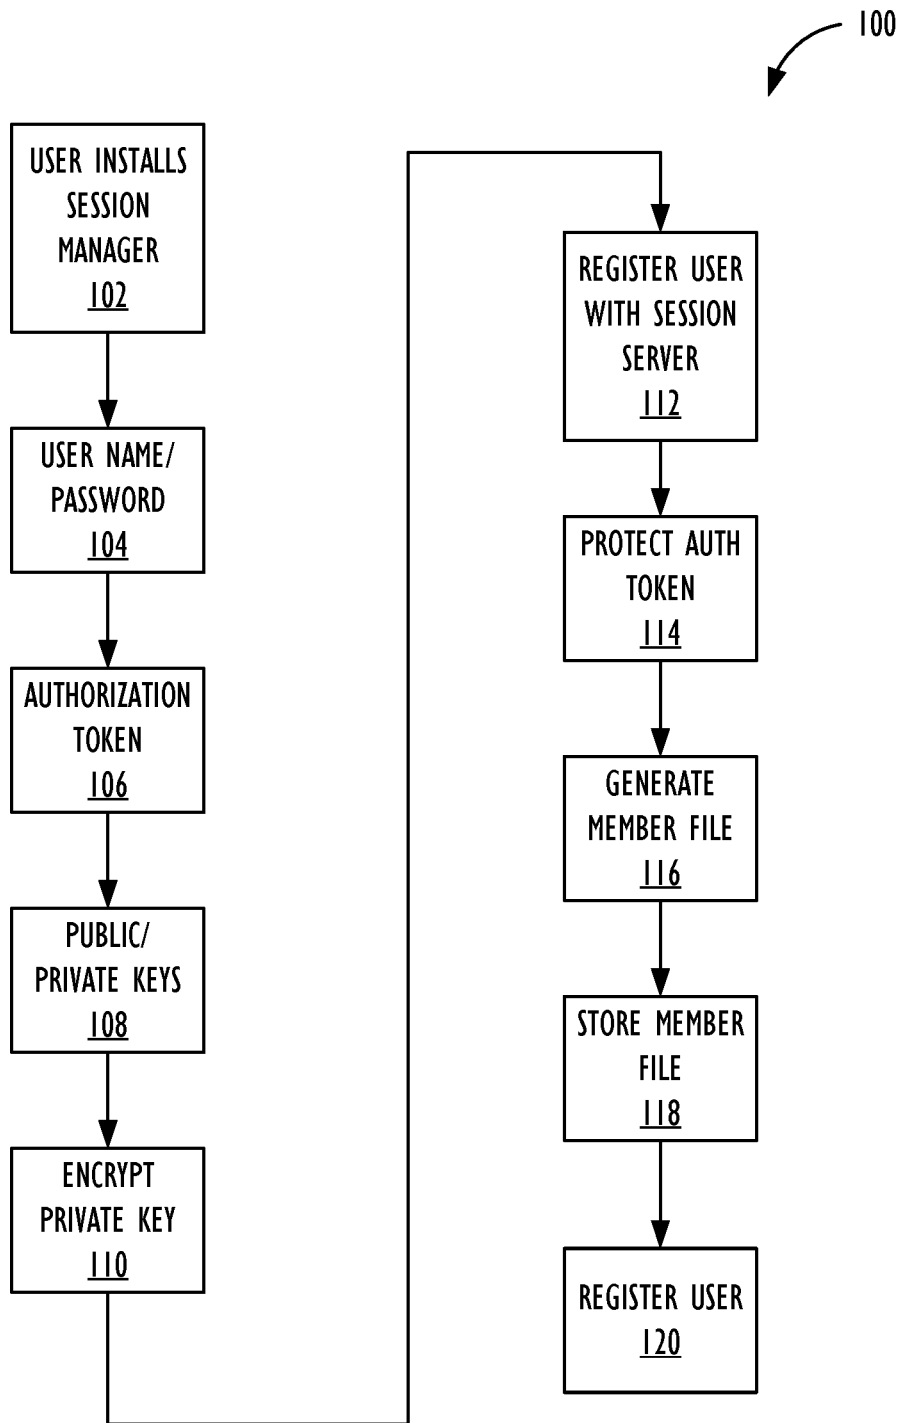 100
USER INSTALLS
SESSION
MANAGER
102
USER NAME/
PASSWORD
104
AUTHORIZATION
TOKEN
106
PUBLIC/
PRIVATE KEYS
108
ENCRYPT
PRIVATE KEY
110
REGISTER USER
WITH SESSION
SERVER
112
PROTECT AUTH
TOKEN
114
GENERATE
MEMBER FILE
116
STORE MEMBER
FILE
118
REGISTER USER
120